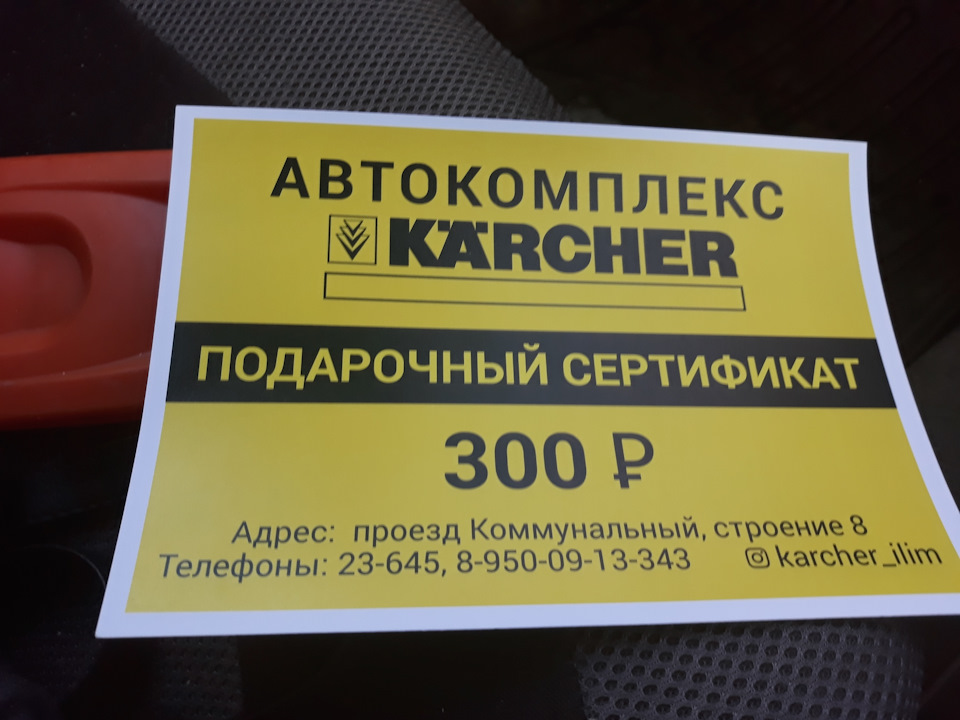 АВТОКОМПЛЕКС
KÄRCHER
ПОДАРОЧНЫЙ СЕРТИФИКАТ
300 ₽
Адрес: проезд Коммунальный, строение 8
Телефоны: 23-645, 8-950-09-13-343 karcher_ilim